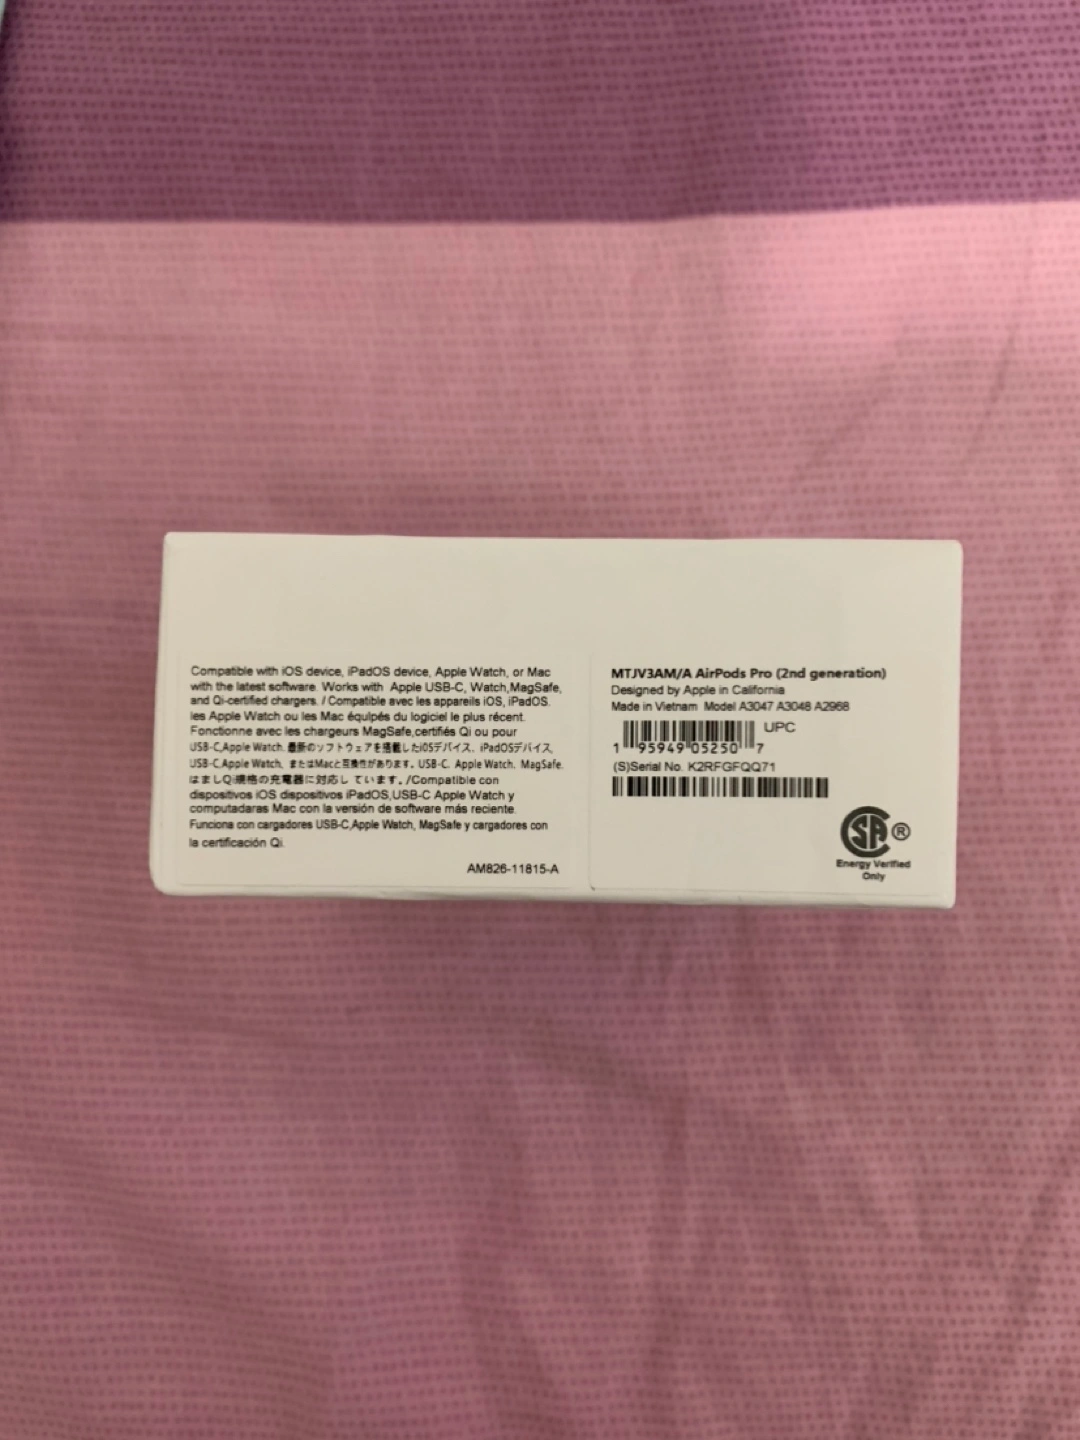 Compatible with iOS device, iPadOS device, Apple Watch, or Mac
with the latest software. Works with Apple USB-C, Watch,MagSafe,
and Qi-certified chargers. / Compatible avec les appareils iOS, iPadOS.
les Apple Watch ou les Mac équipés du logiciel le plus récent.
Fonctionne avec les chargeurs MagSafe,certifiés Qi ou pour
USB-C,Apple Watch. 最新のソフトウェアを搭載したiOSデバイス、iPadOSデバイス,
USB-C,Apple Watch、またはMacと互換性があります。USB-C. Apple Watch. MagSafe.
はましQi規格の充電器に対応し ています。/Compatible con
dispositivos iOS dispositivos iPadOS,USB-C Apple Watch y
computadaras Mac con la versión de software más reciente.
Funciona con cargadores USB-C,Apple Watch, MagSafe y cargadores con
la certificación Qi.
AM826-11815-A
MTJV3AM/A AirPods Pro (2nd generation)
Designed by Apple in California
Made in Vietnam Model A3047 A3048 A2968
UPC
1 95949 05250 7
(S)Serial No. K2RFGFQQ71
SA ®
Energy Verified
Only